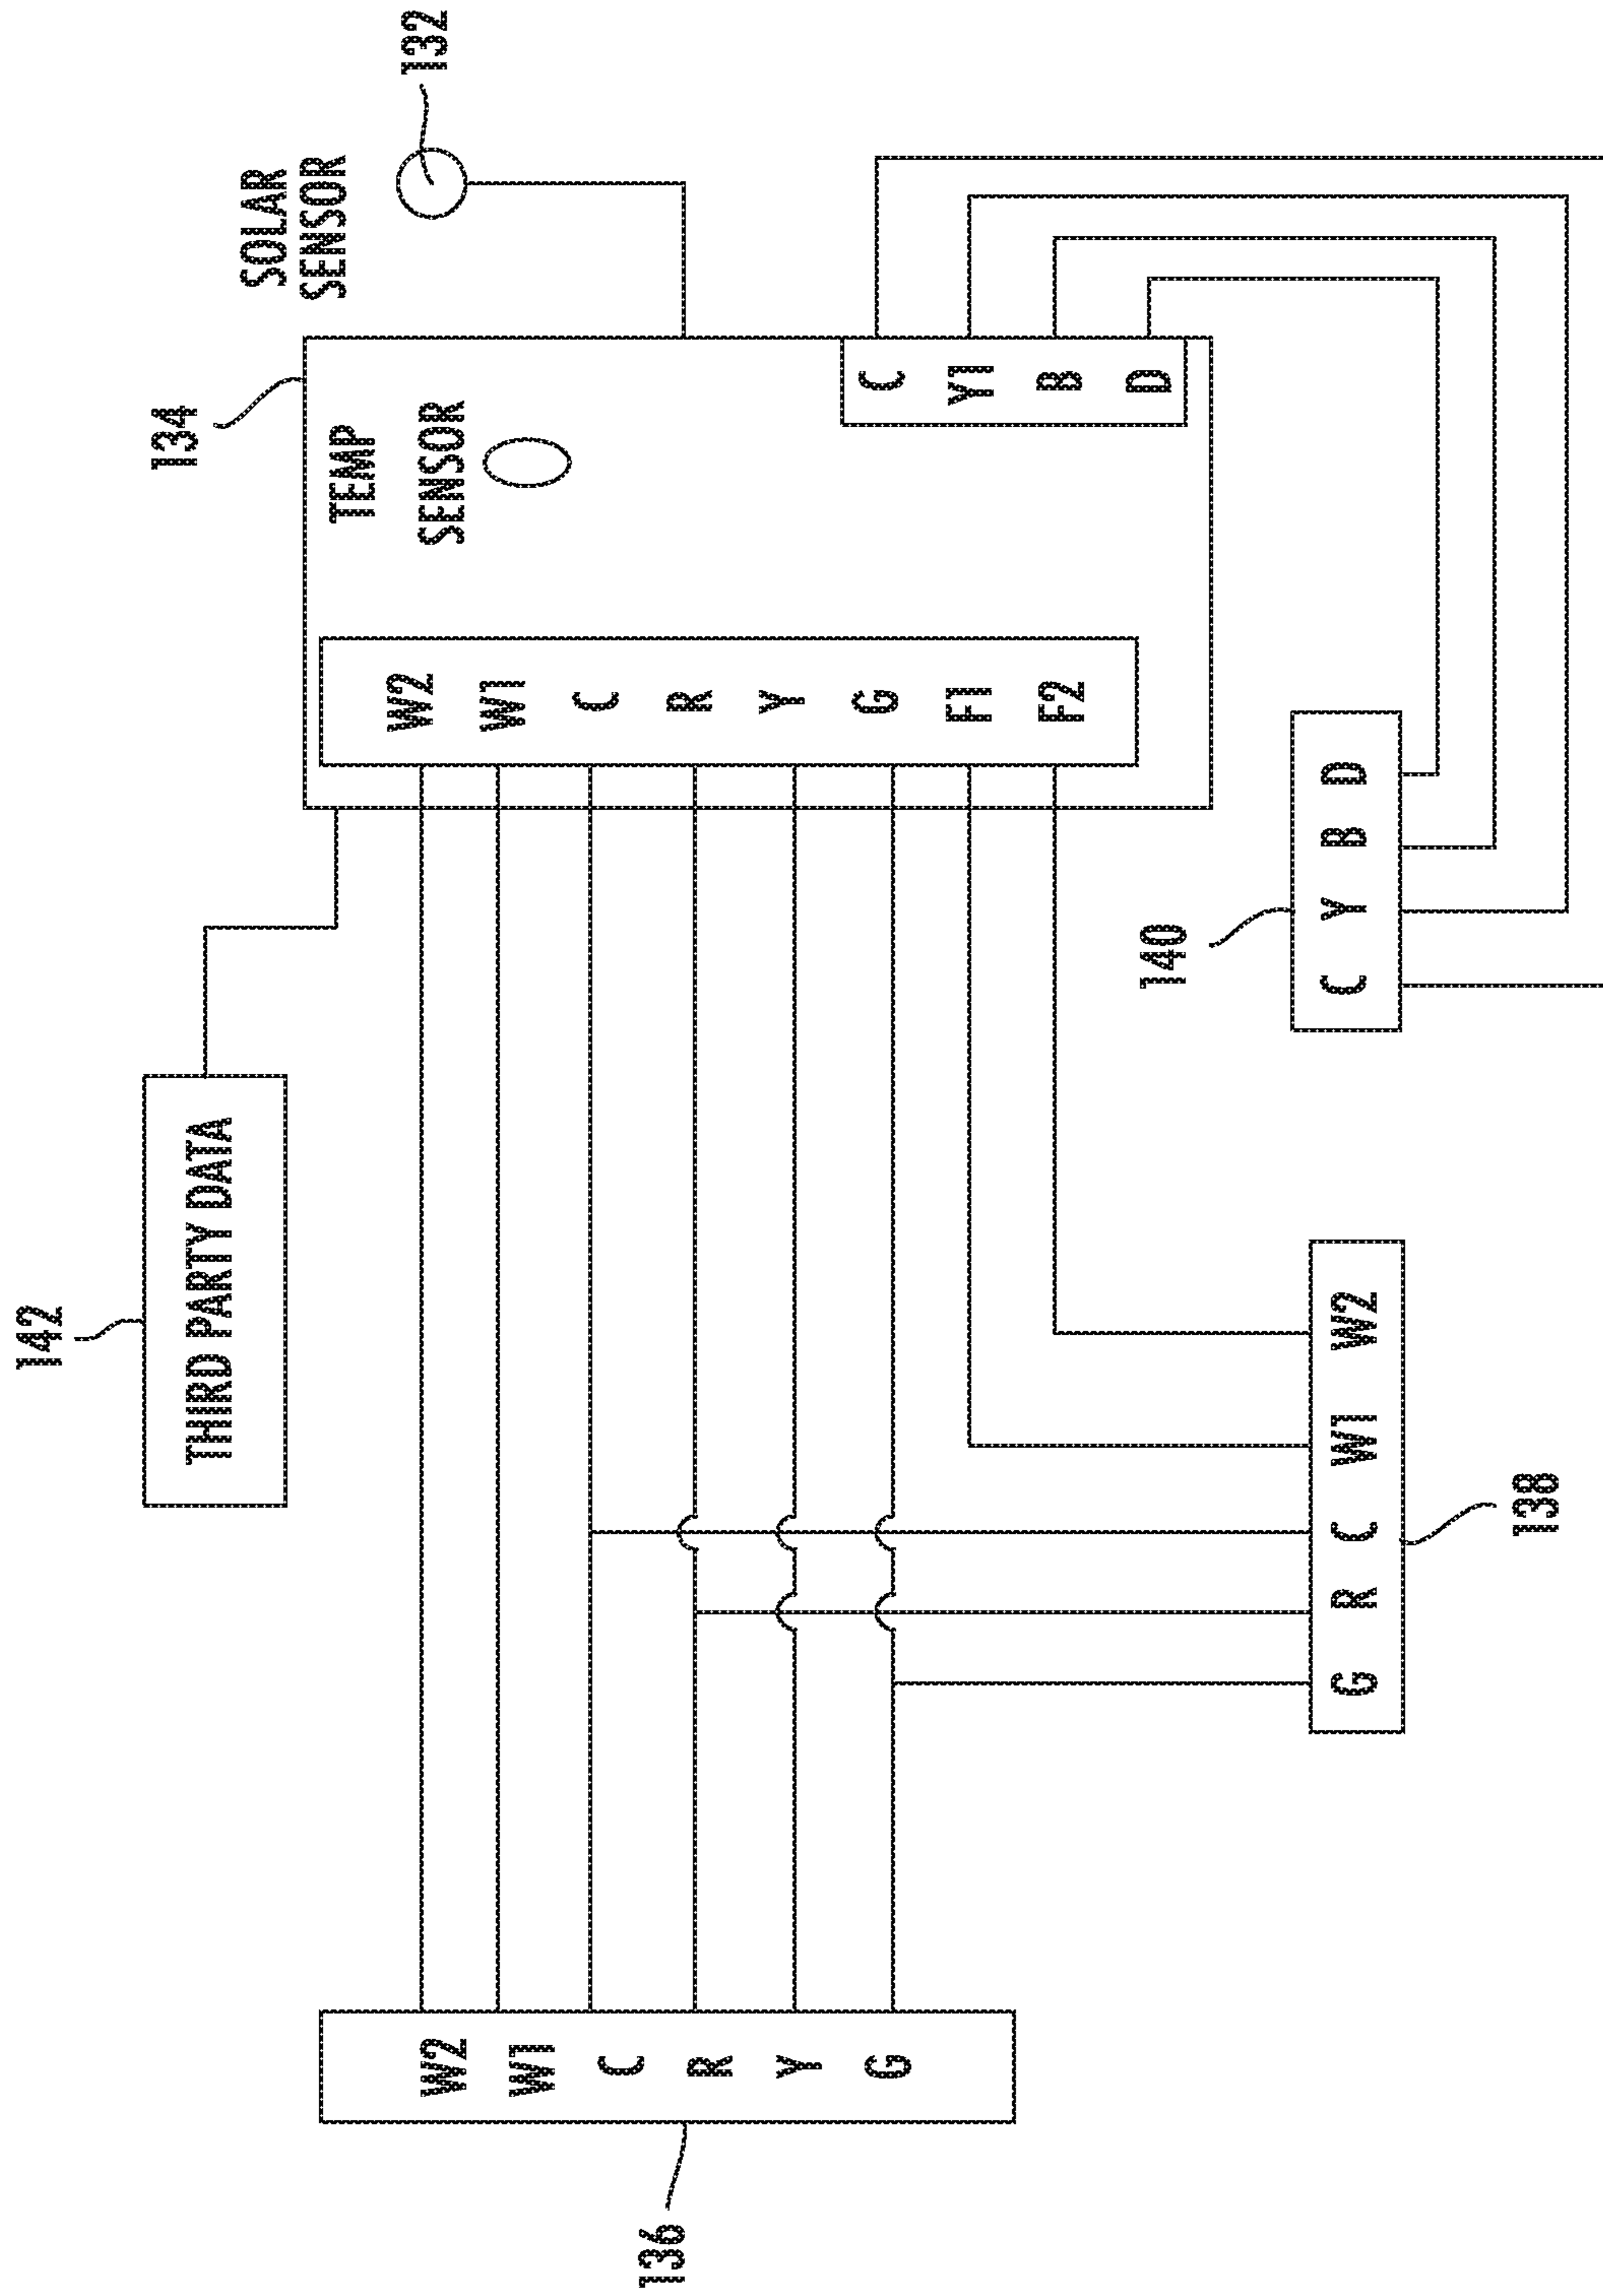 142
THIRD PARTY DATA
134
SOLAR
SENSOR
132
TEMP
SENSOR
W2
W1
C
R
Y
G
F1
F2
C
Y1
B
D
136
W2
W1
C
R
Y
G
140
C Y B D
G R C W1 W2
138